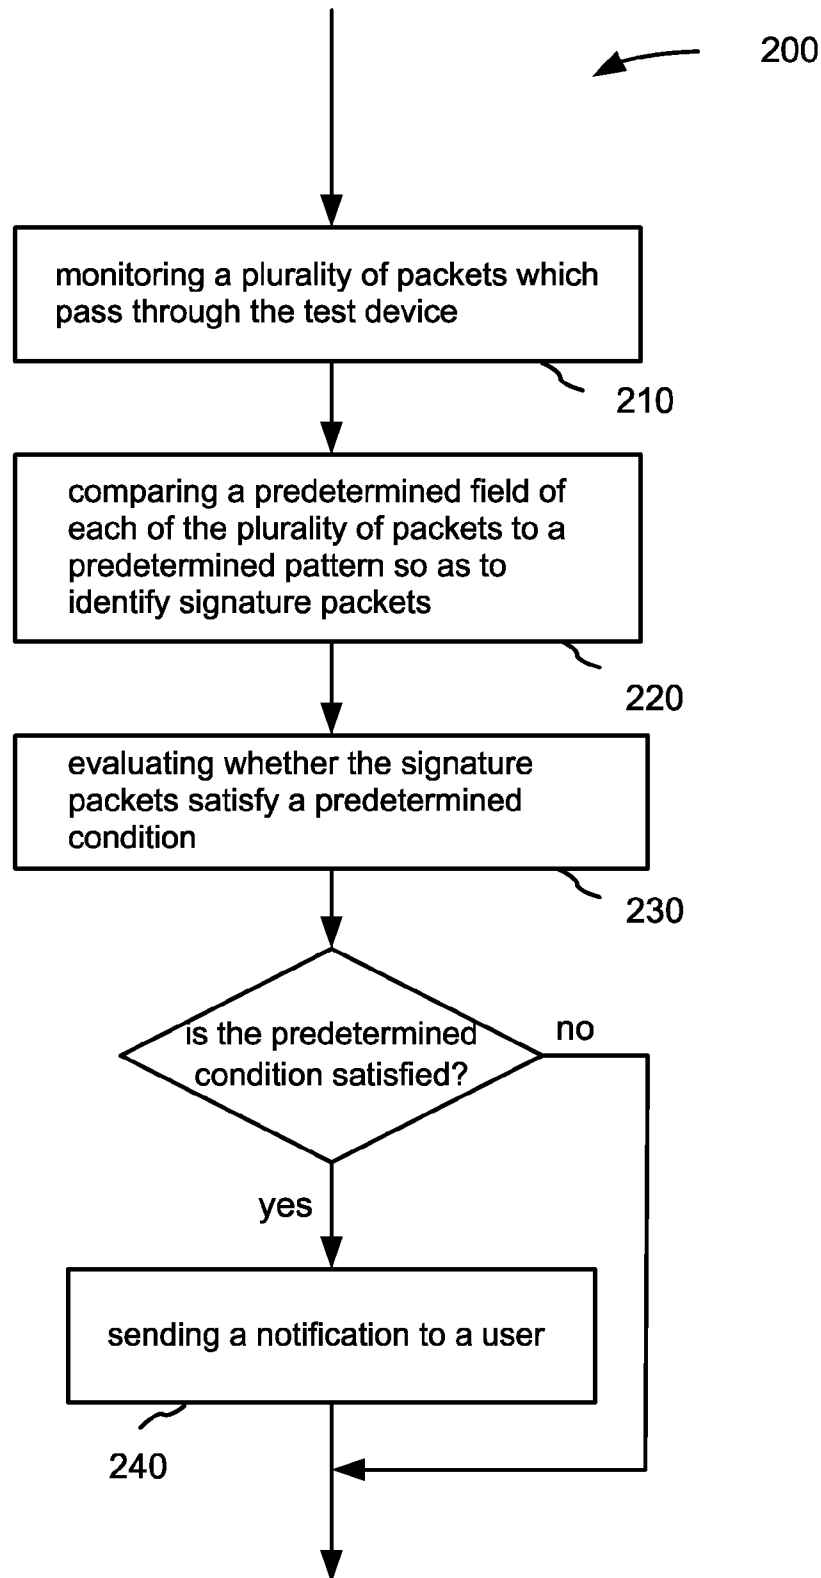 200
monitoring a plurality of packets which
pass through the test device
210
comparing a predetermined field of
each of the plurality of packets to a
predetermined pattern so as to
identify signature packets
220
evaluating whether the signature
packets satisfy a predetermined
condition
230
is the predetermined
condition satisfied?
no
yes
sending a notification to a user
240